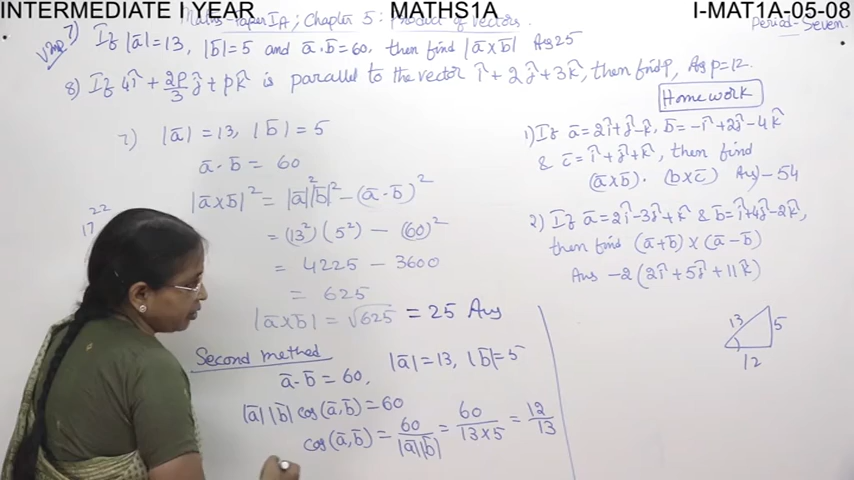 INTERMEDIATE I YEAR
MATHS1A
I-MAT1A-05-08
Maths-Paper IA; Chapter 5: Product of Vectors.
Period-Seven.
V.Imp
7) If |a̅|=13, |b̅|=5 and a̅.b̅=60, then find |a̅×b̅| Ans 25
8) If 4î + 2p/3 ĵ + pk̂ is parallel to the vector î + 2ĵ + 3k̂, then find p, Ans p=12.
7) |a̅| = 13, |b̅| = 5
a̅.b̅ = 60
|a̅×b̅|² = |a̅|²|b̅|² − (a̅.b̅)²
= (13²)(5²) − (60)²
= 4225 − 3600
= 625
|a̅×b̅| = √625 = 25 Ans
Second method
a̅.b̅ = 60, |a̅| = 13, |b̅| = 5
|a̅| |b̅| cos(a̅,b̅) = 60
cos(a̅,b̅) = 60/|a̅||b̅| = 60/13×5 = 12/13
22
17
Homework
1) If a̅=2î+ĵ−k̂, b̅=−î+2ĵ−4k̂
& c̅=î+ĵ+k̂, then find
(a̅×b̅).(b×c̅) Ans −54
2) If a̅=2î−3ĵ+k̂ & b̅=î+4ĵ−2k̂,
then find (a̅+b̅)×(a̅−b̅)
Ans −2(2î+5ĵ+11k̂)
13
5
12